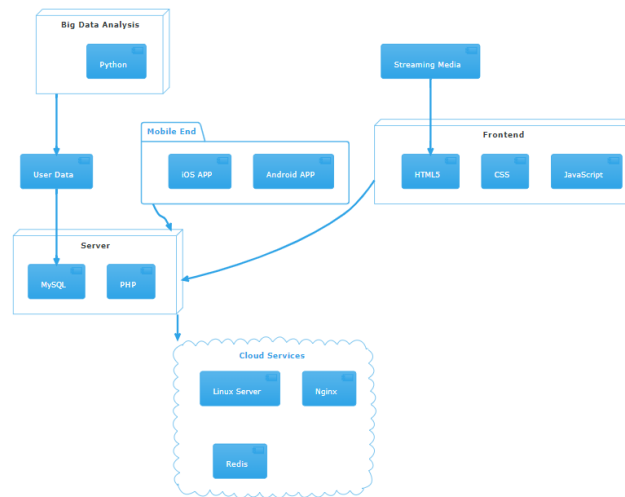 Big Data Analysis
Python
Streaming Media
Mobile End
Frontend
User Data
iOS APP
Android APP
HTML5
CSS
JavaScript
Server
MySQL
PHP
Cloud Services
Linux Server
Nginx
Redis